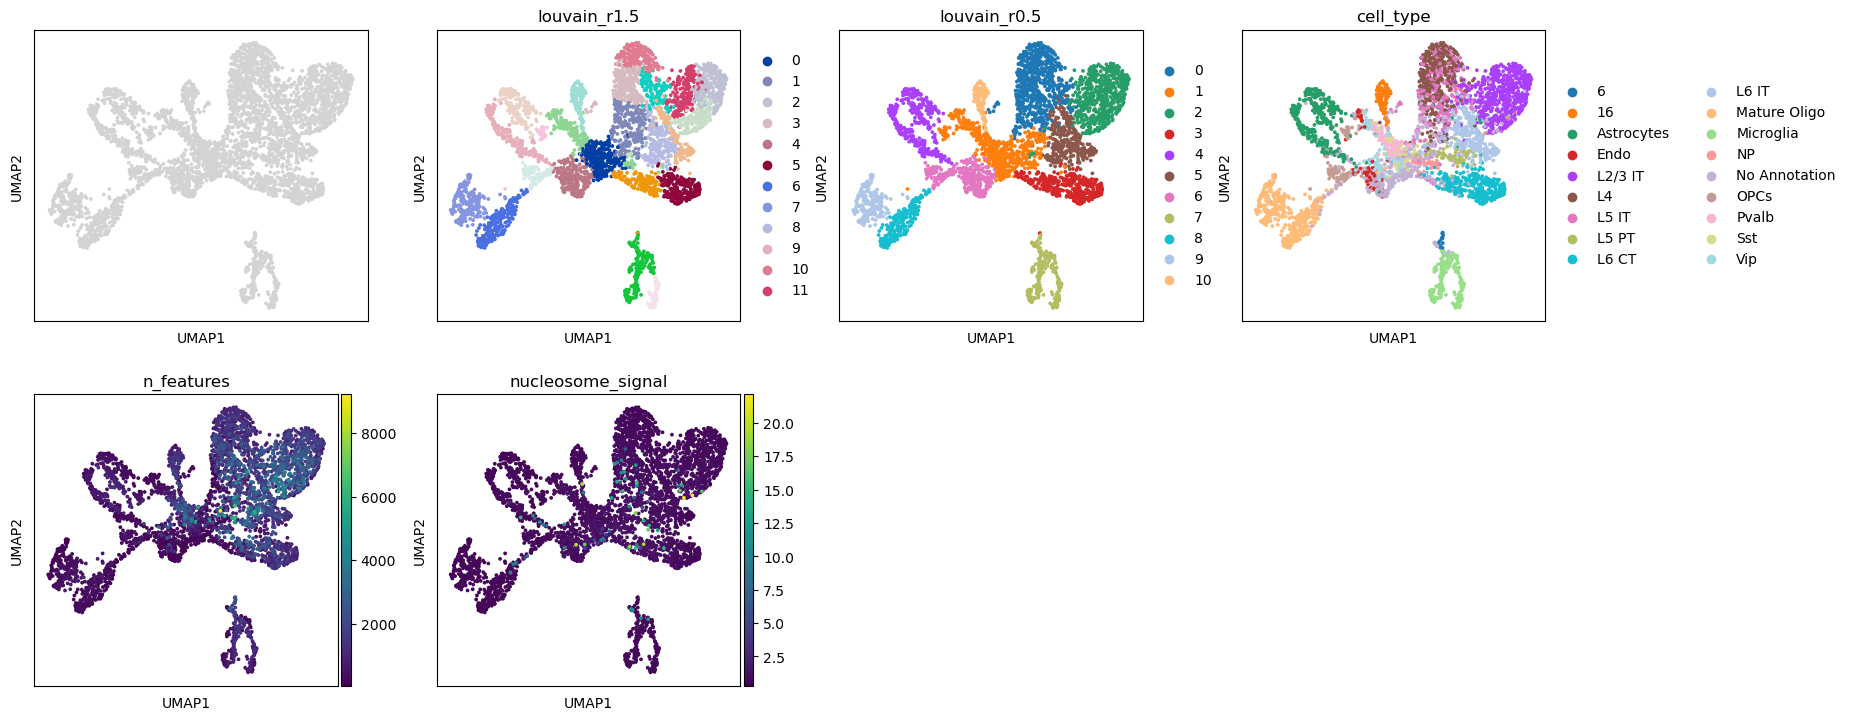 UMAP2
UMAP1
louvain_r1.5
UMAP2
UMAP1
0
1
2
3
4
5
6
7
8
9
10
11
louvain_r0.5
UMAP2
UMAP1
0
1
2
3
4
5
6
7
8
9
10
cell_type
UMAP2
UMAP1
6
16
Astrocytes
Endo
L2/3 IT
L4
L5 IT
L5 PT
L6 CT
L6 IT
Mature Oligo
Microglia
NP
No Annotation
OPCs
Pvalb
Sst
Vip
n_features
UMAP2
UMAP1
8000
6000
4000
2000
nucleosome_signal
UMAP2
UMAP1
20.0
17.5
15.0
12.5
10.0
7.5
5.0
2.5